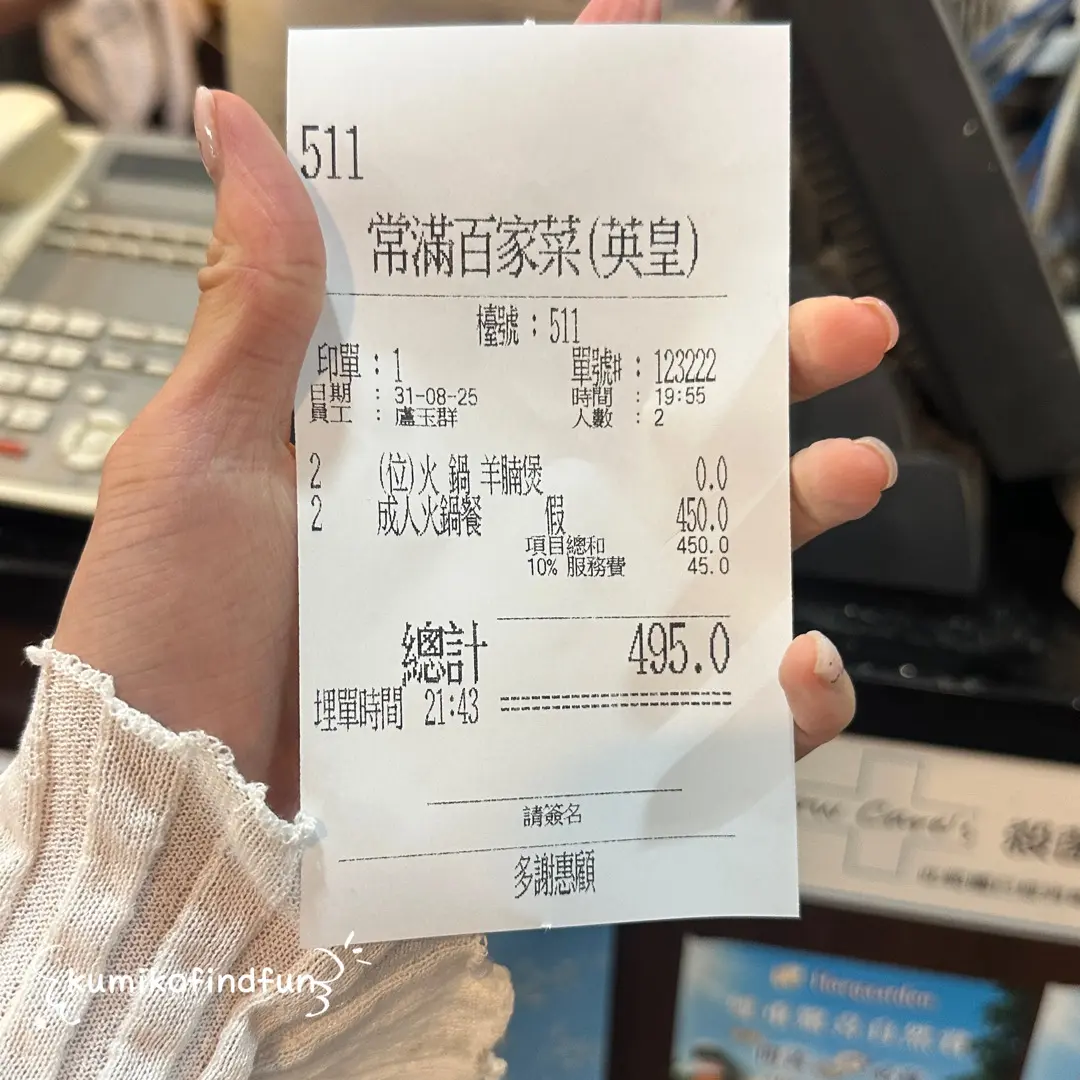 511
常滿百家菜(英皇)
檯號 : 511
印單 : 1 單號# : 123222
日期 : 31-08-25 時間 : 19:55
員工 : 盧玉群 人數 : 2
2 (位)火 鍋 羊腩煲 0.0
2 成人火鍋餐 假 450.0
項目總和 450.0
10% 服務費 45.0
總計 495.0
埋單時間 21:43
請簽名
多謝惠顧
kumikofindfun
Hoegaarden